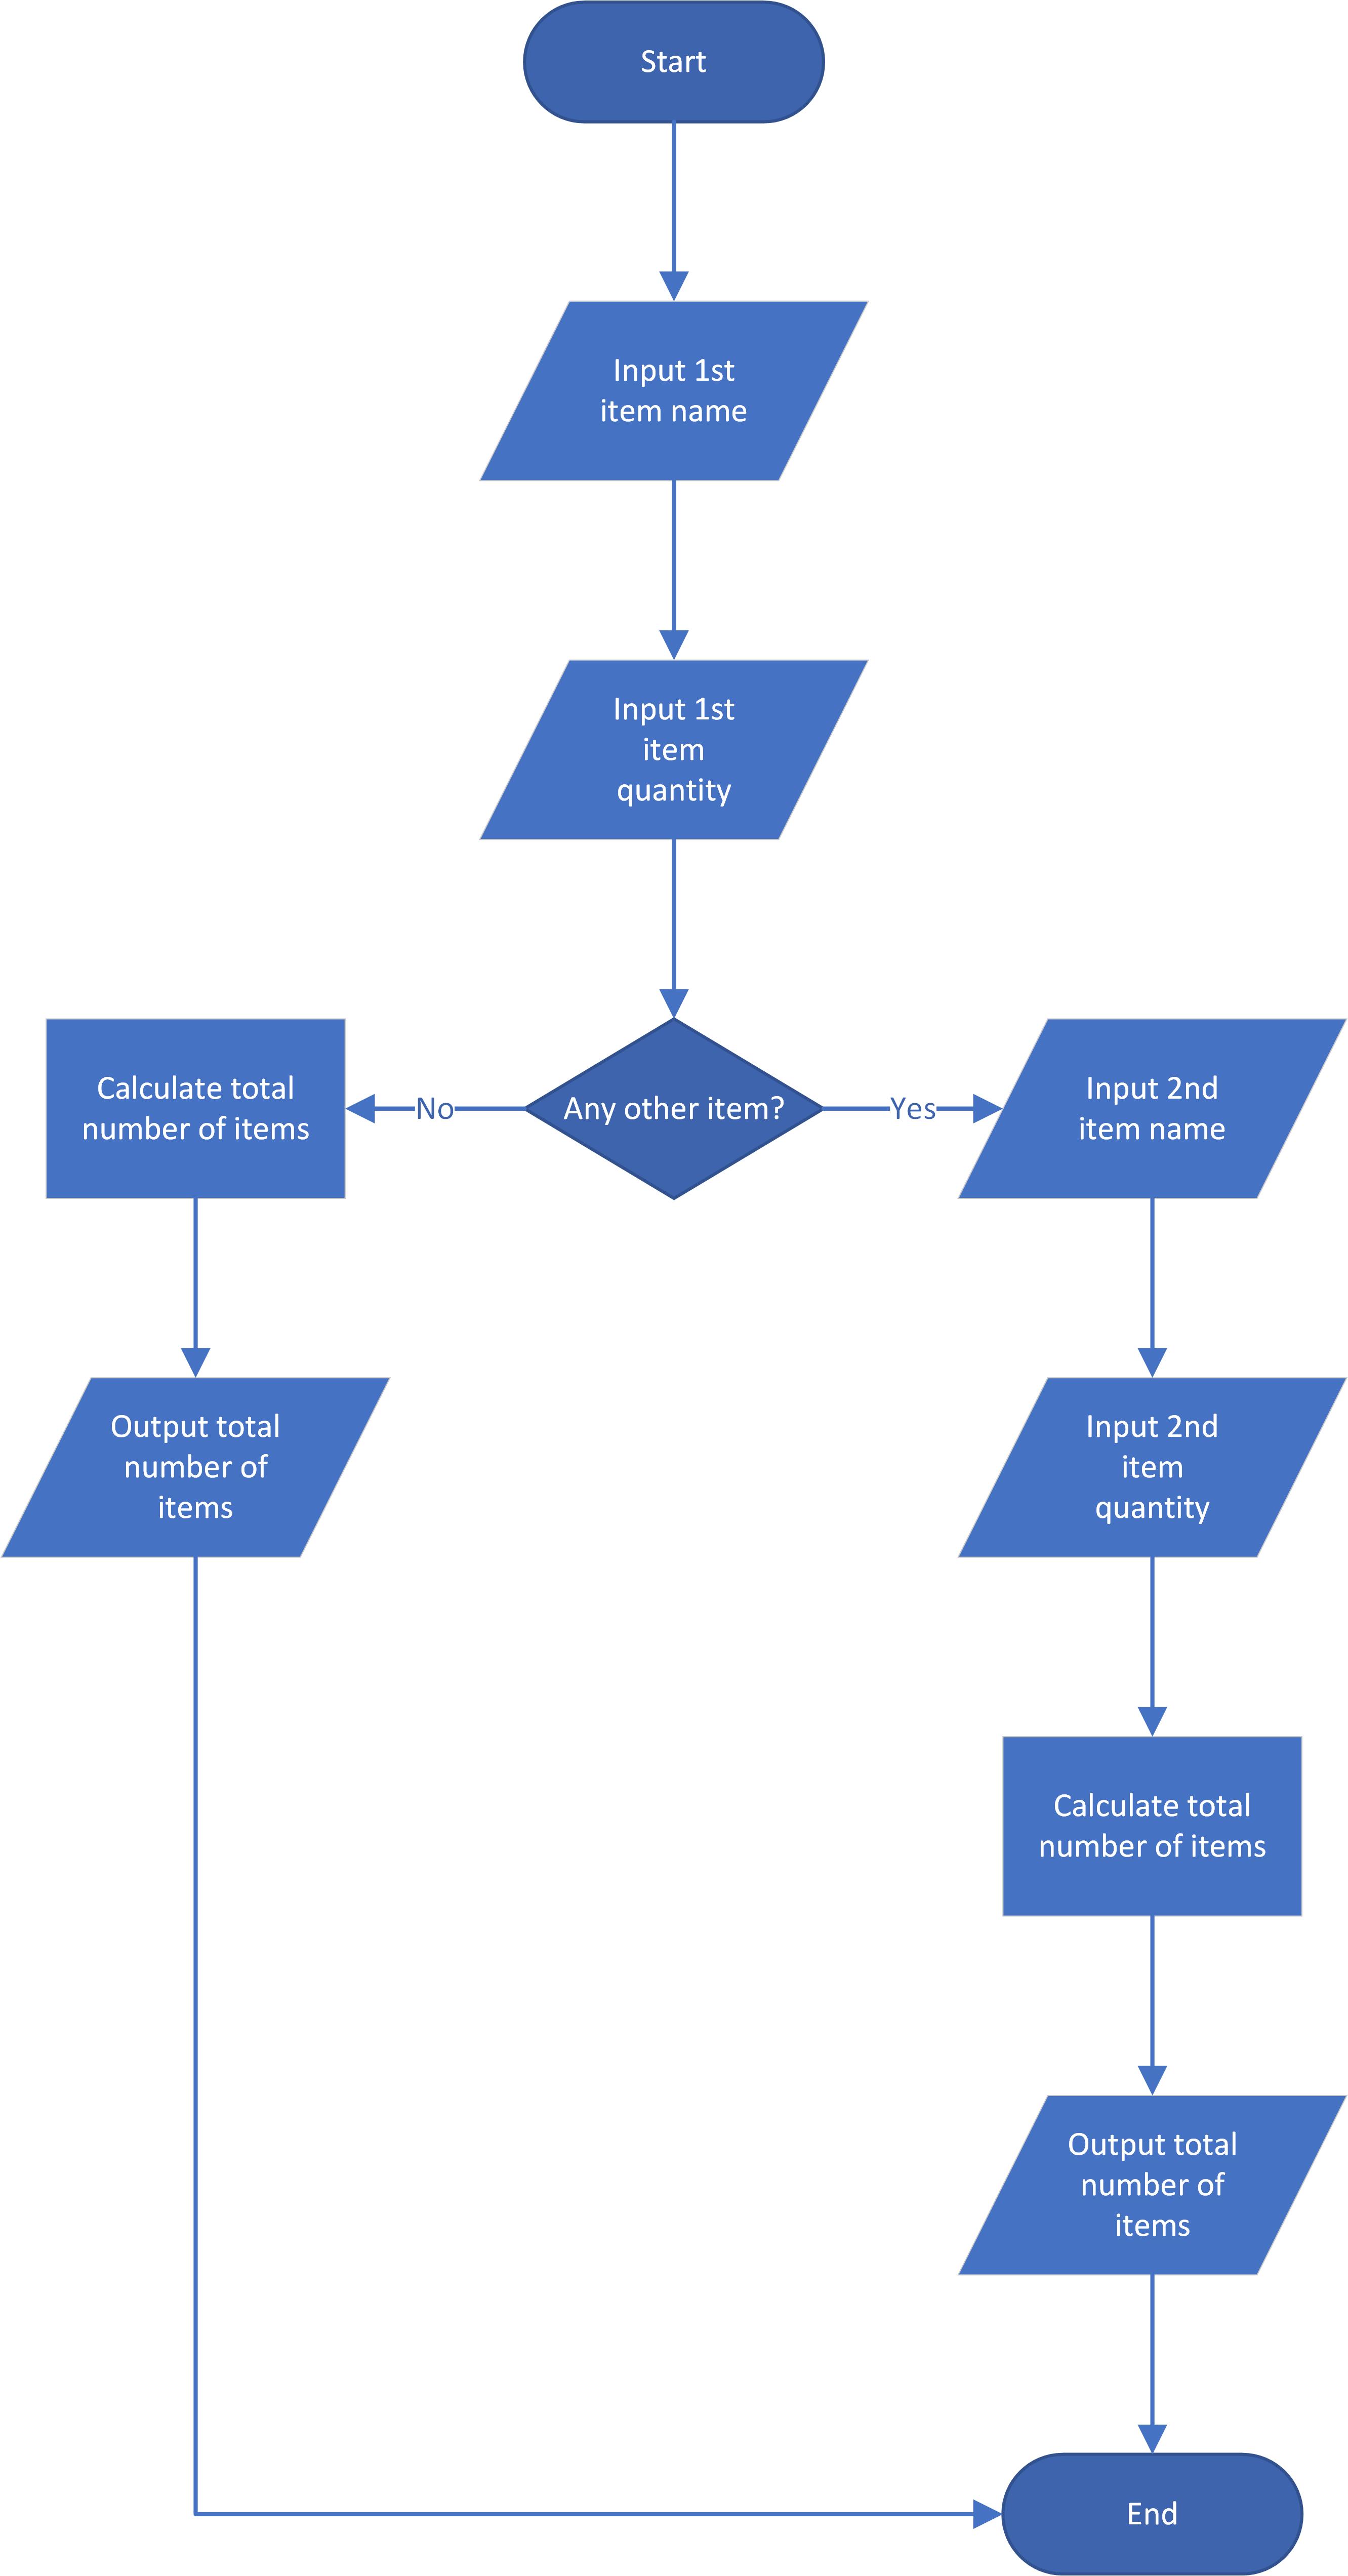 Start
Input 1st
item name
Input 1st
item
quantity
Calculate total
number of items
No
Any other item?
Yes
Input 2nd
item name
Output total
number of
items
Input 2nd
item
quantity
Calculate total
number of items
Output total
number of
items
End